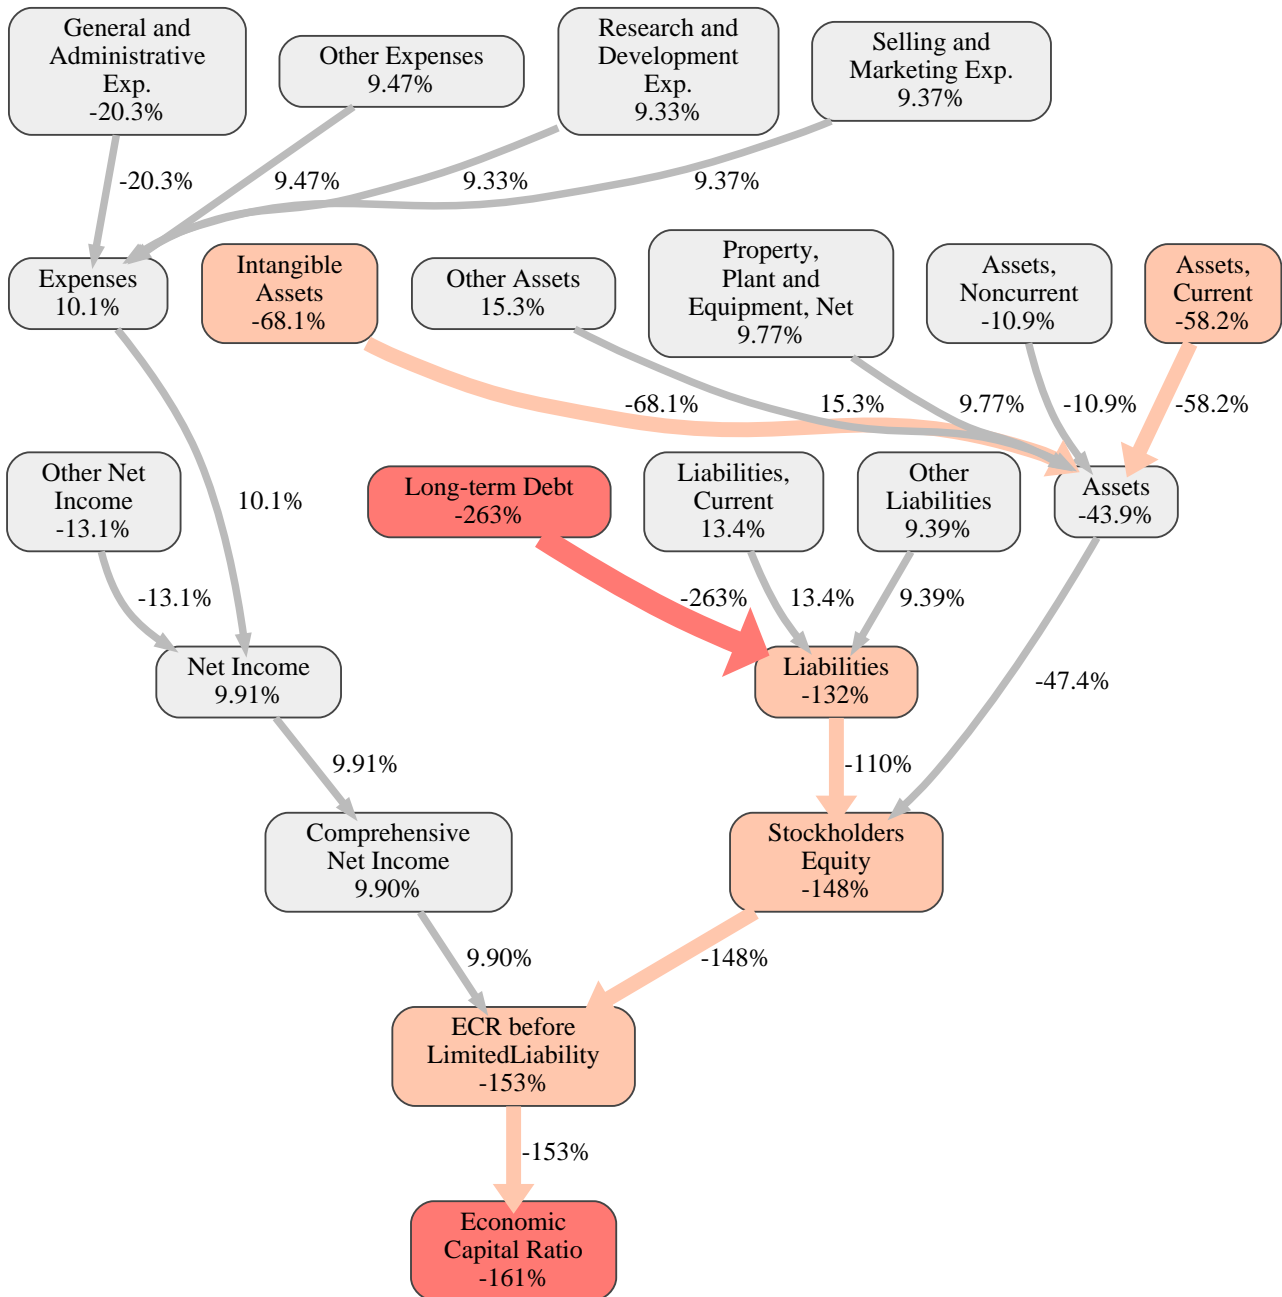 General and
Administrative
Exp.
-20.3%
Other Expenses
9.47%
Research and
Development
Exp.
9.33%
Selling and
Marketing Exp.
9.37%
-20.3%
9.47%
9.33%
9.37%
Expenses
10.1%
Intangible
Assets
-68.1%
Other Assets
15.3%
Property,
Plant and
Equipment, Net
9.77%
Assets,
Noncurrent
-10.9%
Assets,
Current
-58.2%
-68.1%
15.3%
9.77%
-10.9%
-58.2%
Other Net
Income
-13.1%
10.1%
Long-term Debt
-263%
Liabilities,
Current
13.4%
Other
Liabilities
9.39%
Assets
-43.9%
-13.1%
-263%
13.4%
9.39%
Net Income
9.91%
Liabilities
-132%
-47.4%
9.91%
-110%
Comprehensive
Net Income
9.90%
Stockholders
Equity
-148%
9.90%
-148%
ECR before
LimitedLiability
-153%
-153%
Economic
Capital Ratio
-161%